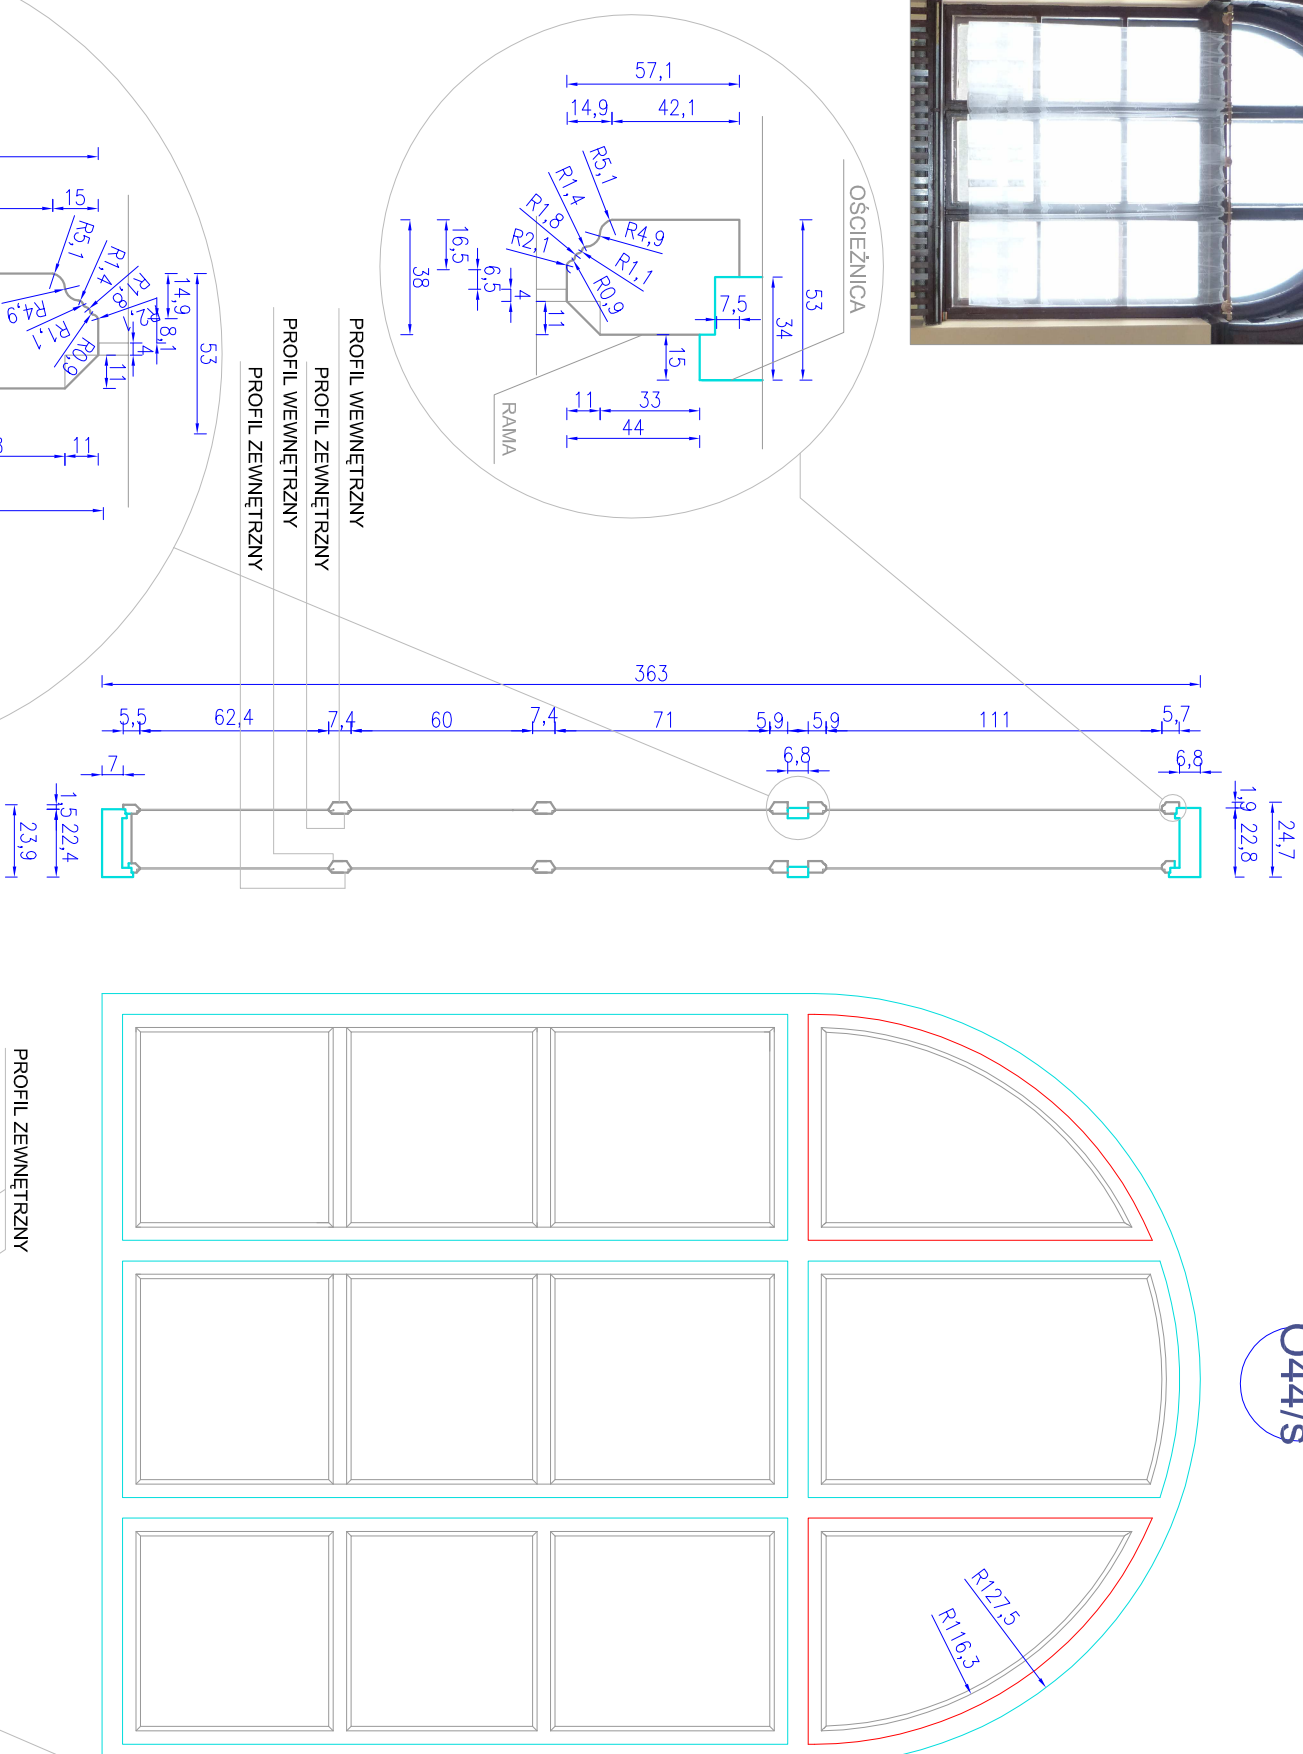 57,1
14,9
42,1
R5,1
R1,4
R1,8
R2,1
R4,9
R1,1
R0,9
16,5
6,5
4
11
38
7,5
53
34
15
11
33
44
OŚCIEŻNICA
RAMA
15
R5,1
R1,4
R4,9
R1,1
R0,9
14,9
8,1
4
11
53
11
PROFIL WEWNĘTRZNY
PROFIL ZEWNĘTRZNY
PROFIL WEWNĘTRZNY
PROFIL ZEWNĘTRZNY
363
5,5
62,4
7,4
60
7,4
71
5,9
5,9
111
5,7
7
6,8
6,8
1,5
22,4
23,9
1,9
22,8
24,7
PROFIL ZEWNĘTRZNY
O44/s
R127,5
R116,3